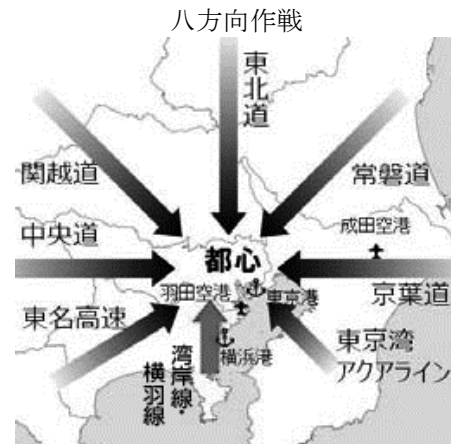 八方向作戦
東北道
関越道
常磐道
成田空港
中央道
都心
羽田空港
東京港
京葉道
東名高速
横浜港
東京湾
アクアライン
湾岸線・
横羽線